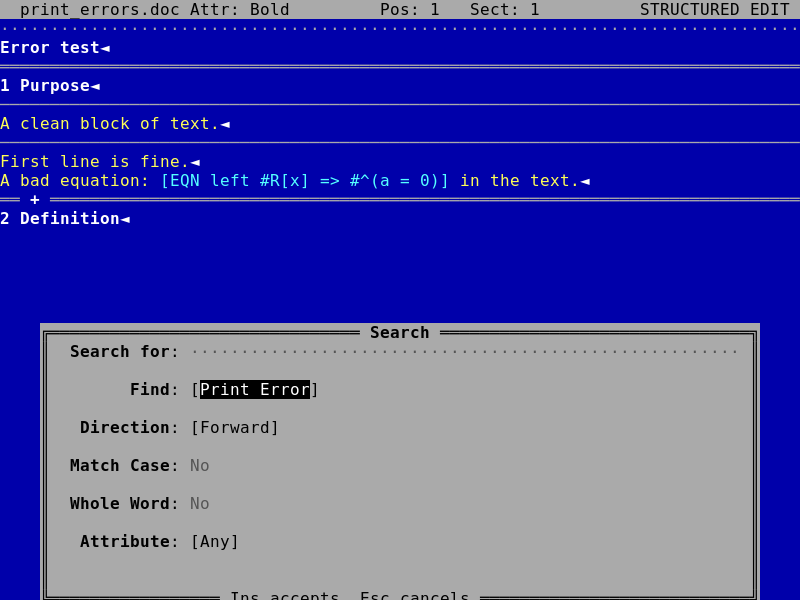 print_errors.doc Attr: Bold Pos: 1 Sect: 1 STRUCTURED EDIT
Error test◄
1 Purpose◄
A clean block of text.◄
First line is fine.◄
A bad equation: [EQN left #R[x] => #^(a = 0)] in the text.◄
+
2 Definition◄
Search
Search for:
Find: [Print Error]
Direction: [Forward]
Match Case: No
Whole Word: No
Attribute: [Any]
Ins accepts, Esc cancels